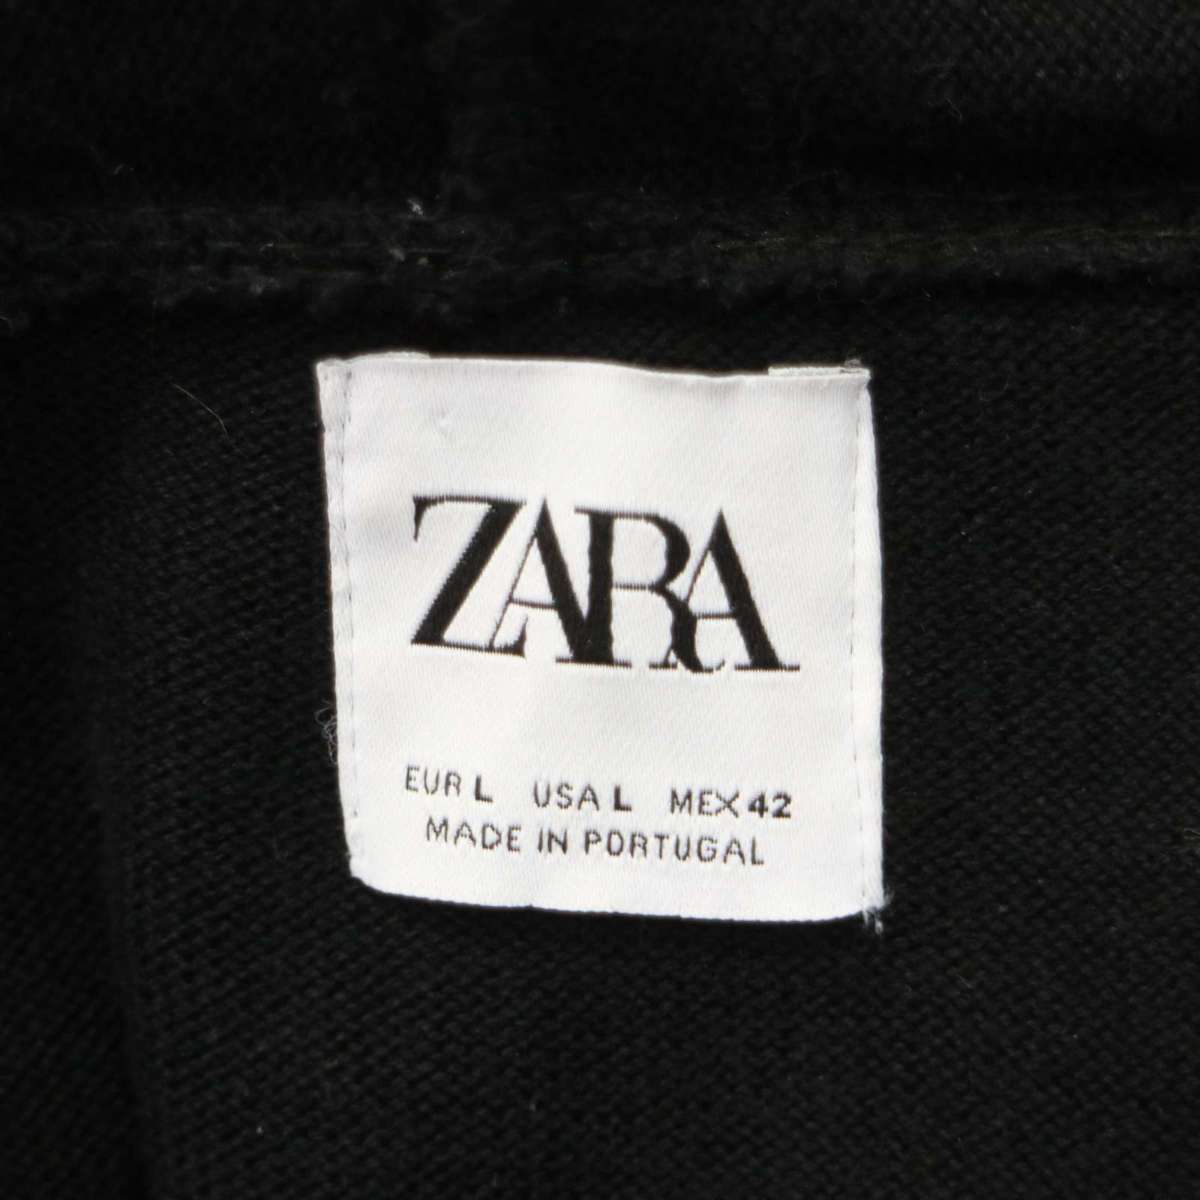 ZARA
EUR L USA L MEX 42
MADE IN PORTUGAL